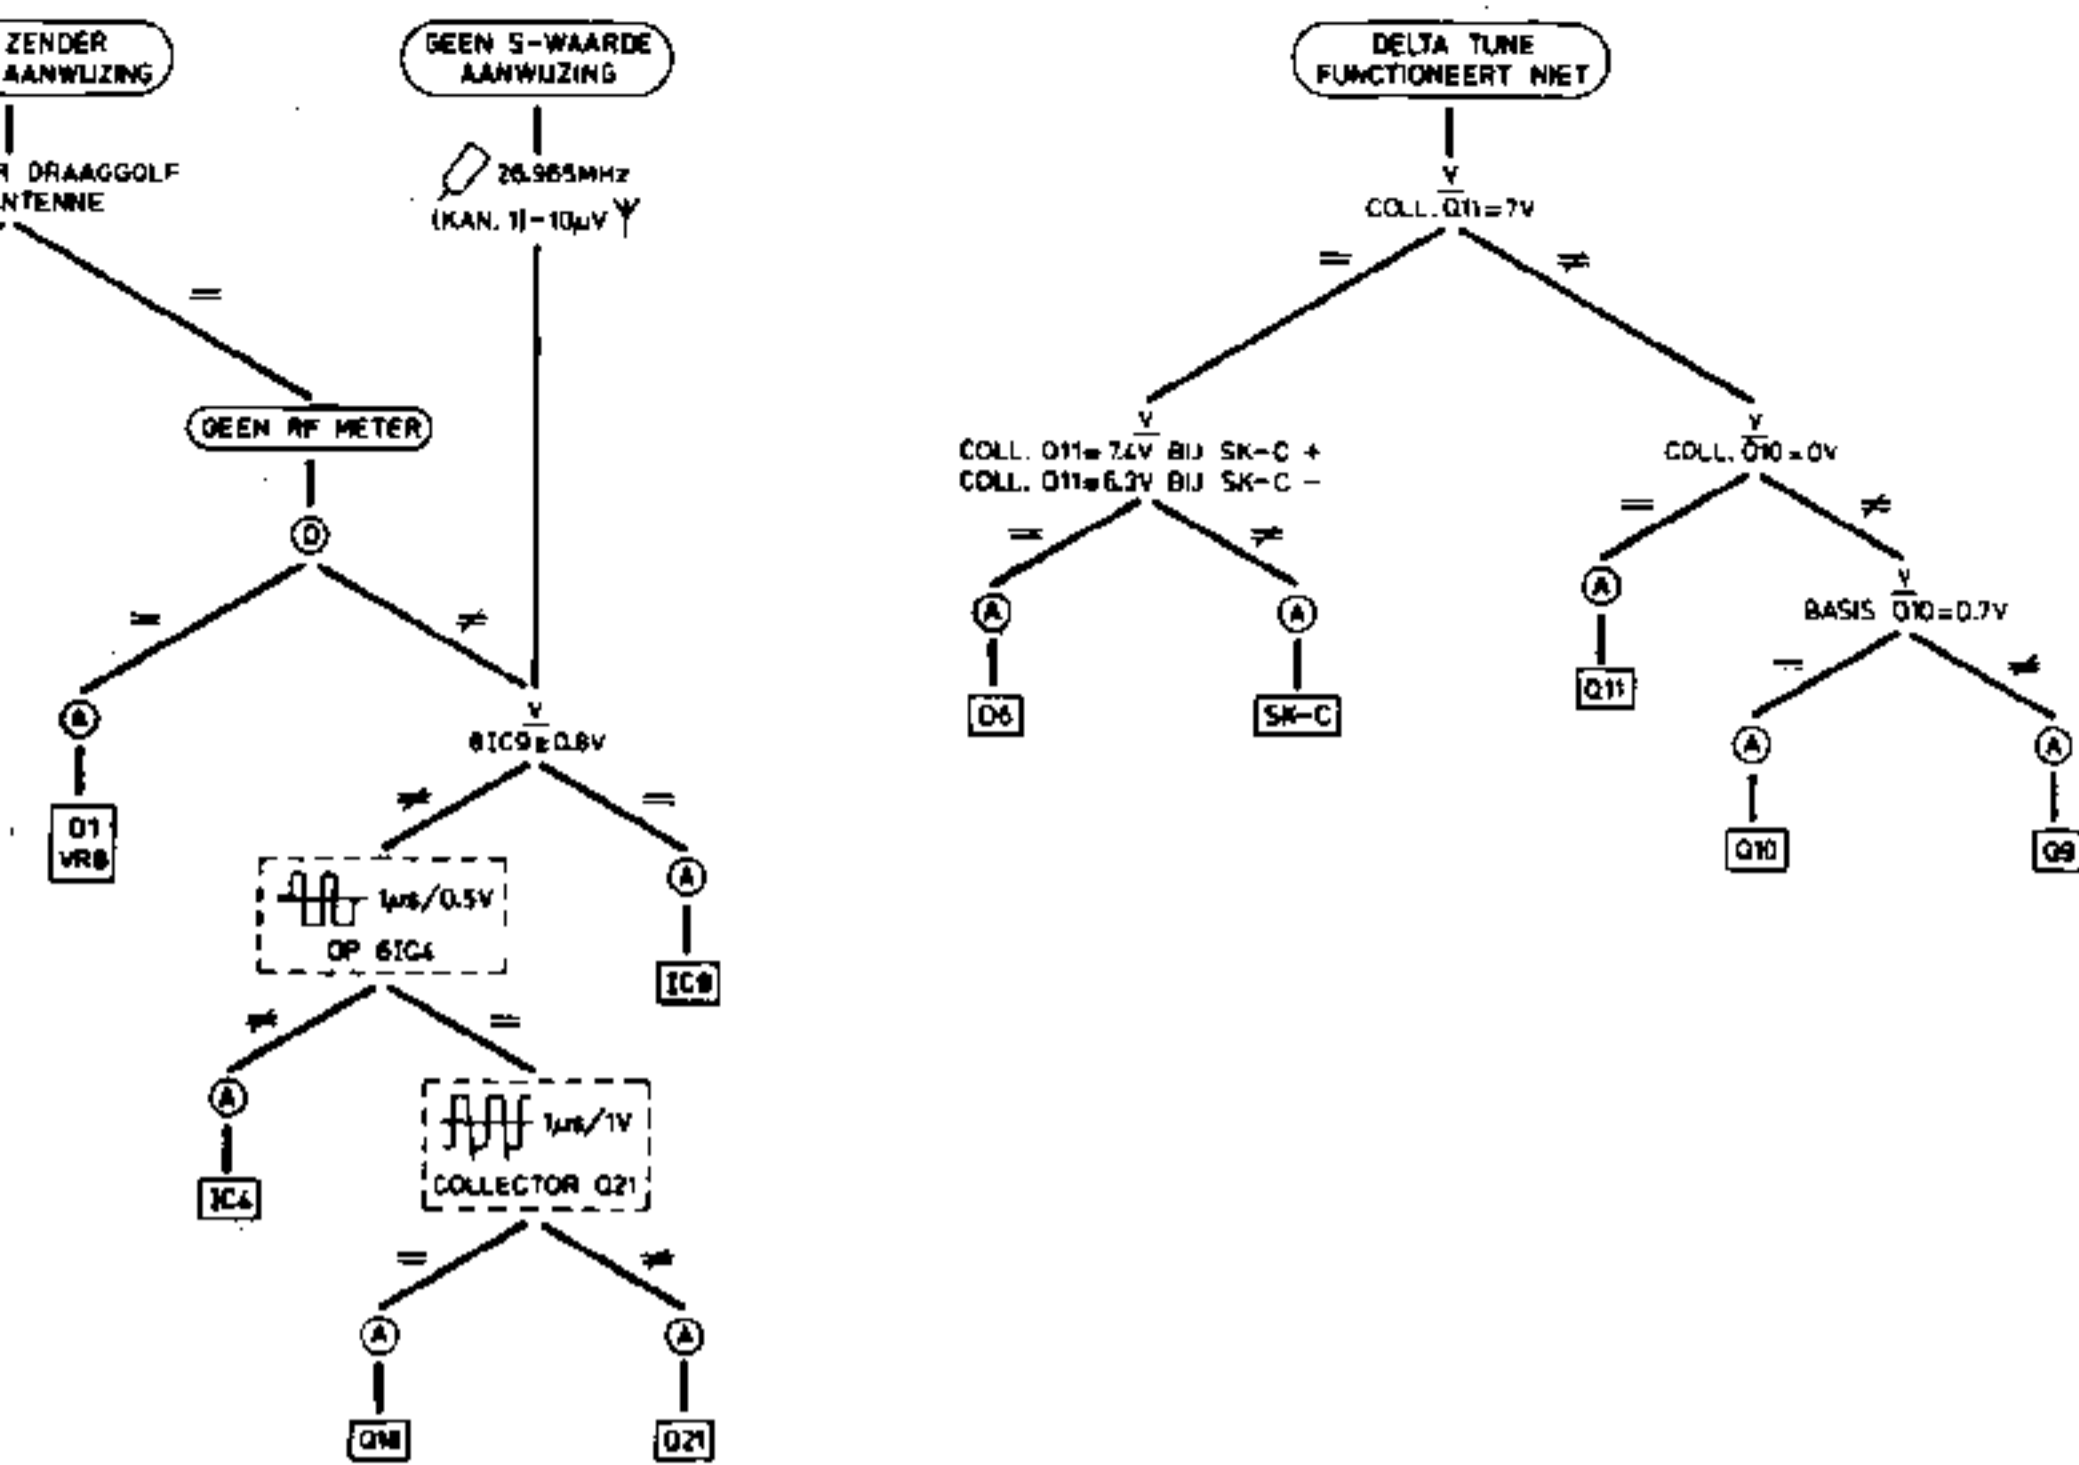 ZENDER
AANWIJZING
DRAAGGOLF
ANTENNE
GEEN RF METER
D
=
≠
=
A
D1
VR8
GEEN S-WAARDE
AANWIJZING
26.965MHz
(KAN. 1)-10µV
V
=0.8V
≠
=
1µs/0.5V
OP 6IC4
A
≠
=
A
IC4
1µs/1V
COLLECTOR Q21
=
≠
A
A
Q21
DELTA TUNE
FUNCTIONEERT NIET
V
COLL. Q11=7V
=
≠
V
COLL. Q11=7.4V BIJ SK-C +
COLL. Q11=6.3V BIJ SK-C -
=
≠
A
A
D6
SK-C
V
COLL. Q10=0V
=
≠
A
Q11
V
BASIS Q10=0.7V
=
≠
A
A
Q10
Q9